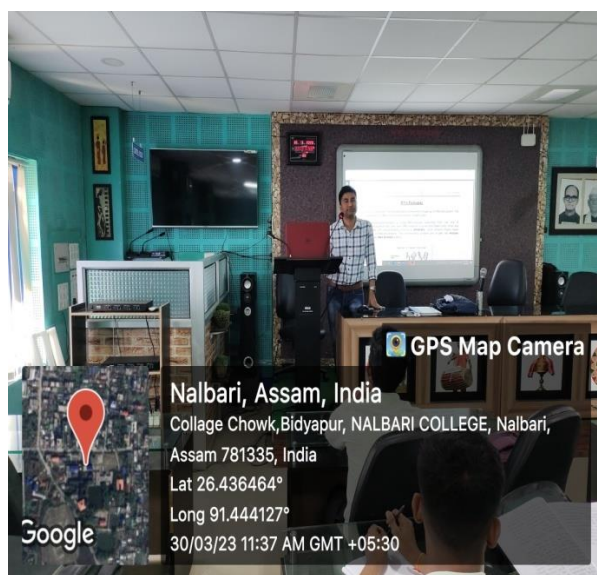 GPS Map Camera
Nalbari, Assam, India
Collage Chowk,Bidyapur, NALBARI COLLEGE, Nalbari,
Assam 781335, India
Lat 26.436464°
Long 91.444127°
30/03/23 11:37 AM GMT +05:30
Google